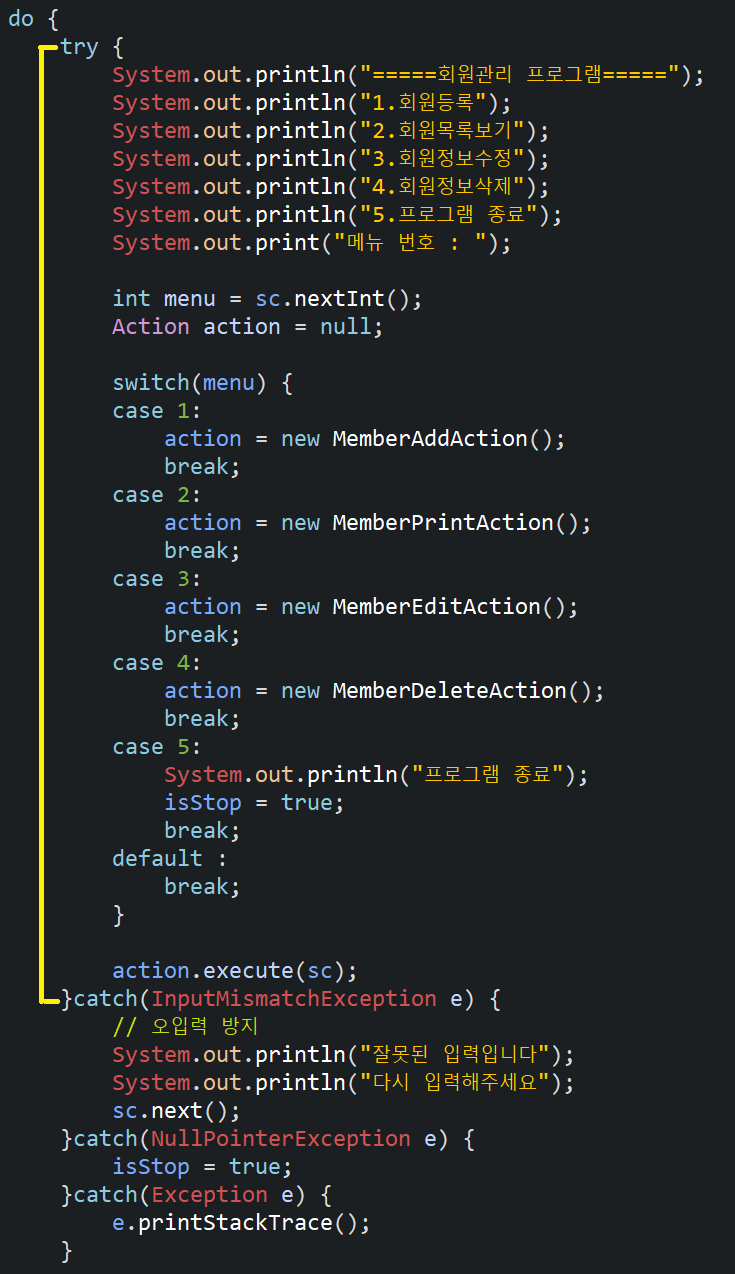 do {
try {
System.out.println("=====회원관리 프로그램=====");
System.out.println("1.회원등록");
System.out.println("2.회원목록보기");
System.out.println("3.회원정보수정");
System.out.println("4.회원정보삭제");
System.out.println("5.프로그램 종료");
System.out.print("메뉴 번호 : ");
int menu = sc.nextInt();
Action action = null;
switch(menu) {
case 1:
action = new MemberAddAction();
break;
case 2:
action = new MemberPrintAction();
break;
case 3:
action = new MemberEditAction();
break;
case 4:
action = new MemberDeleteAction();
break;
case 5:
System.out.println("프로그램 종료");
isStop = true;
break;
default :
break;
}
action.execute(sc);
}catch(InputMismatchException e) {
// 오입력 방지
System.out.println("잘못된 입력입니다");
System.out.println("다시 입력해주세요");
sc.next();
}catch(NullPointerException e) {
isStop = true;
}catch(Exception e) {
e.printStackTrace();
}